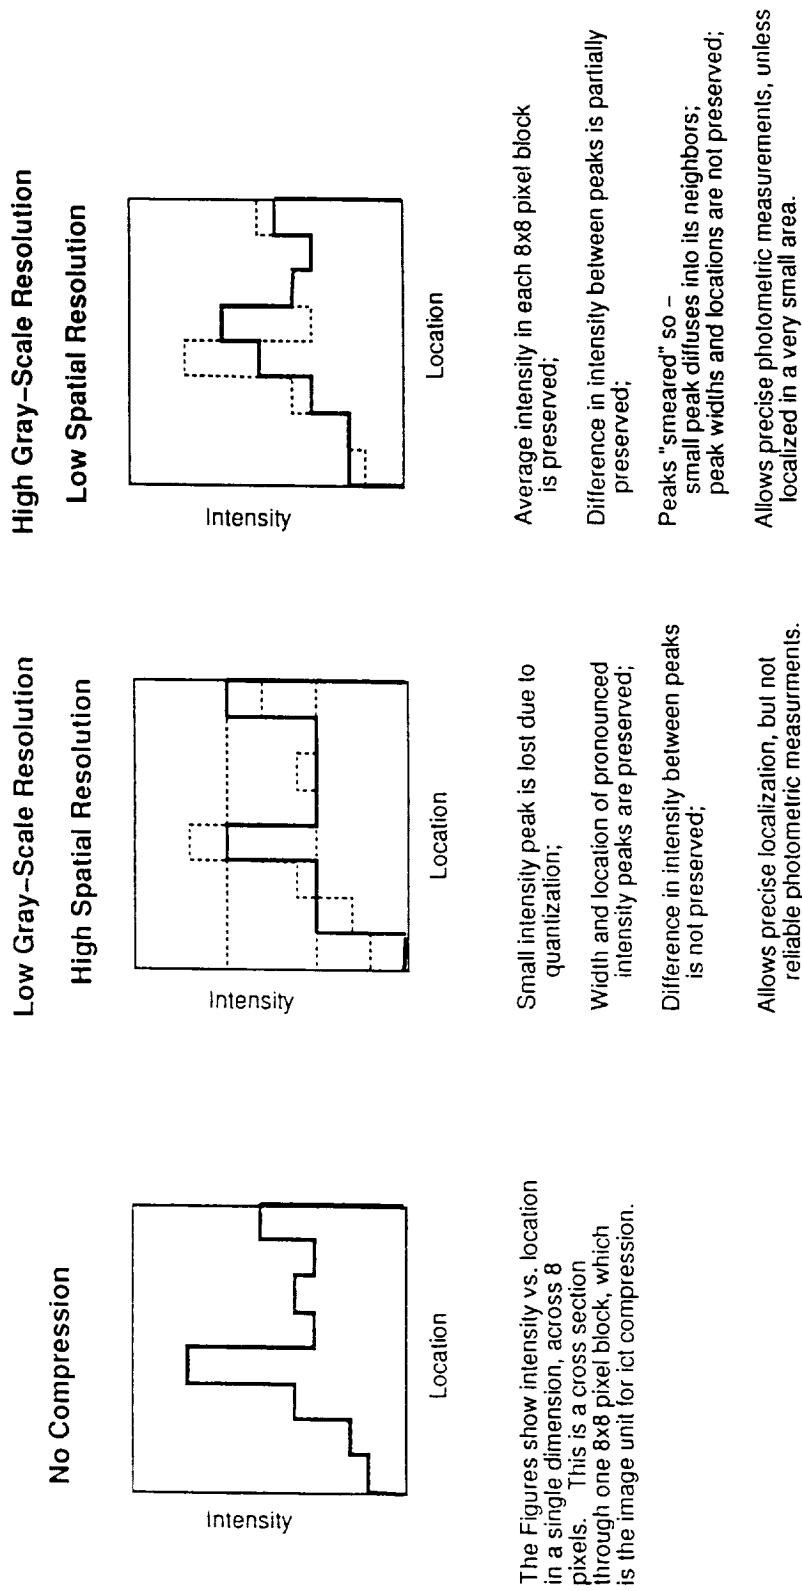 No Compression
Intensity
Location
The Figures show intensity vs. location
in a single dimension, across 8
pixels. This is a cross section
through one 8x8 pixel block, which
is the image unit for ict compression.
Low Gray–Scale Resolution
High Spatial Resolution
Intensity
Location
Small intensity peak is lost due to
quantization;
Width and location of pronounced
intensity peaks are preserved;
Difference in intensity between peaks
is not preserved;
Allows precise localization, but not
reliable photometric measurments.
High Gray–Scale Resolution
Low Spatial Resolution
Intensity
Location
Average intensity in each 8x8 pixel block
is preserved;
Difference in intensity between peaks is partially
preserved;
Peaks "smeared" so –
small peak diffuses into its neighbors;
peak widths and locations are not preserved;
Allows precise photometric measurements, unless
localized in a very small area.